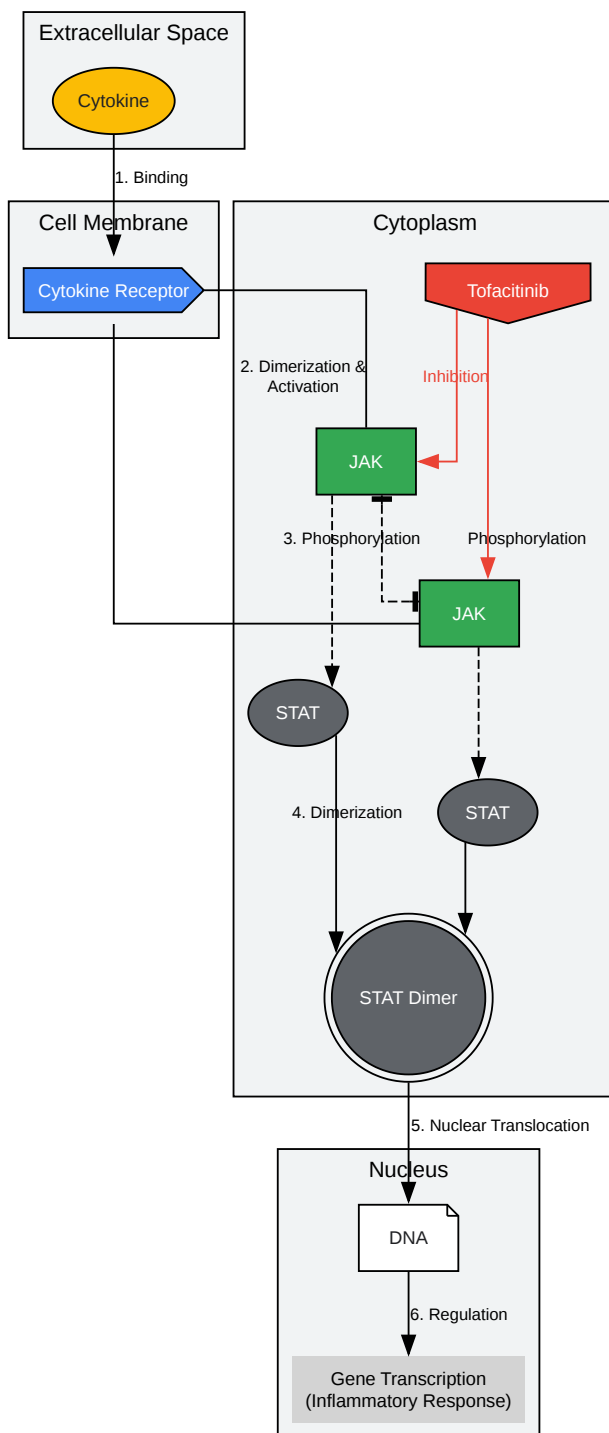 Extracellular Space
Cytokine
1. Binding
Cell Membrane
Cytoplasm
Cytokine Receptor
Tofacitinib
2. Dimerization &
Activation
Inhibition
JAK
3. Phosphorylation
Phosphorylation
JAK
STAT
4. Dimerization
STAT
STAT Dimer
5. Nuclear Translocation
Nucleus
DNA
6. Regulation
Gene Transcription
(Inflammatory Response)